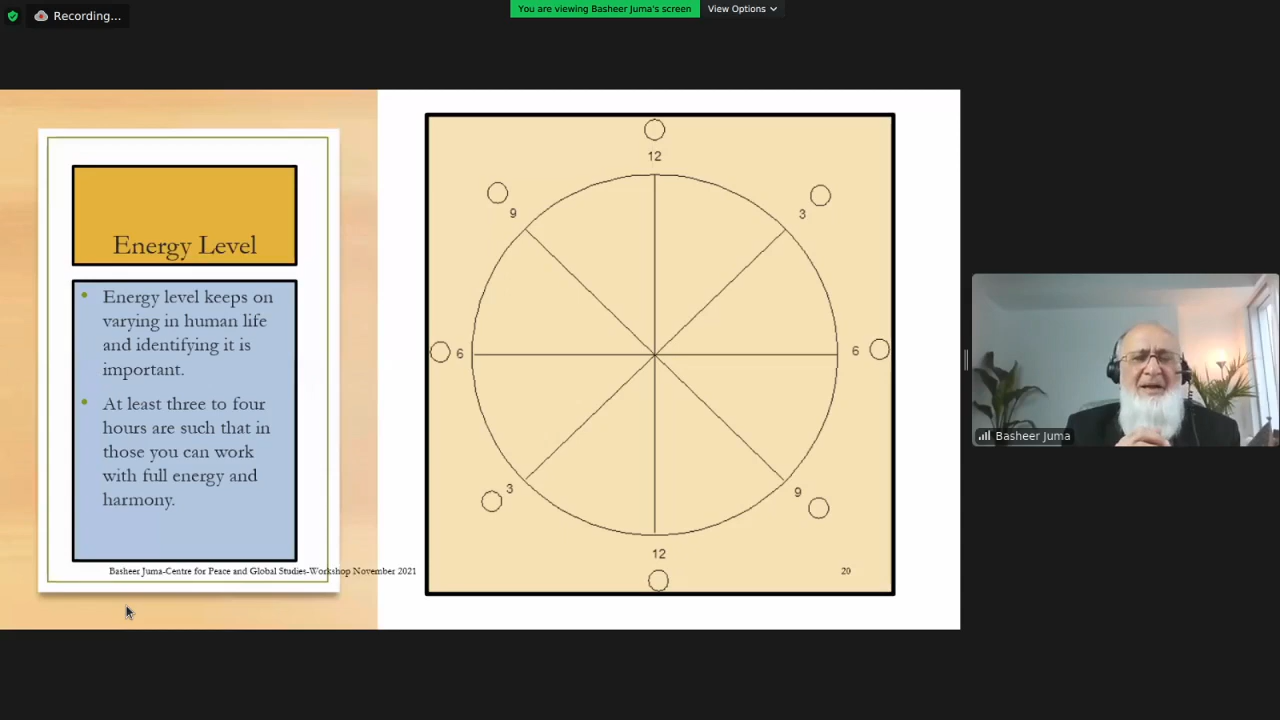 Recording...
You are viewing Basheer Juma's screen
View Options
Energy Level
• Energy level keeps on
varying in human life
and identifying it is
important.
• At least three to four
hours are such that in
those you can work
with full energy and
harmony.
Basheer Juma-Centre for Peace and Global Studies-Workshop November 2021
12
9
3
6
6
3
9
12
20
Basheer Juma